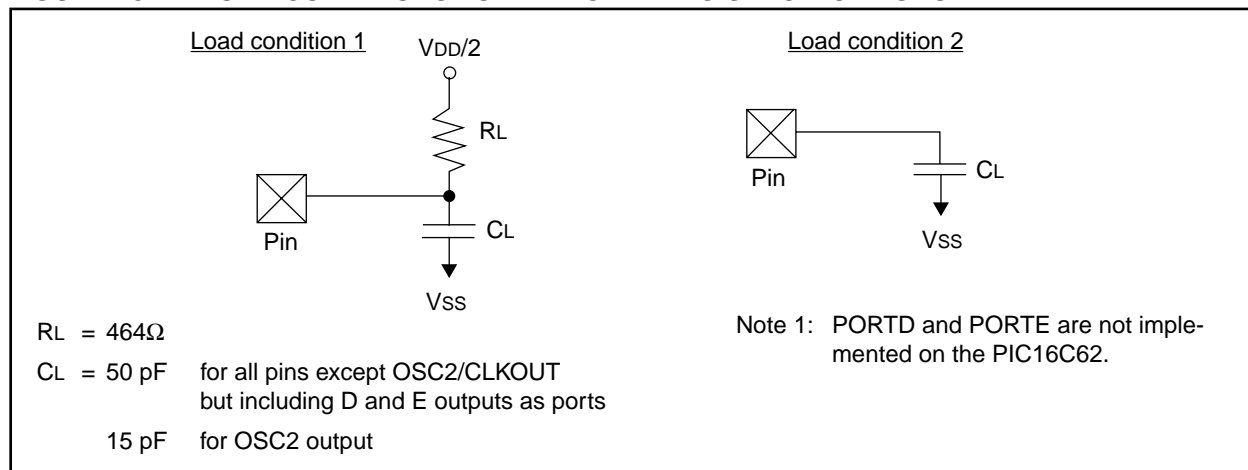 Load condition 1
VDD/2
RL
Pin
CL
VSS
RL = 464Ω
CL = 50 pF for all pins except OSC2/CLKOUT
but including D and E outputs as ports
15 pF for OSC2 output
Load condition 2
Pin
CL
VSS
Note 1: PORTD and PORTE are not imple-
mented on the PIC16C62.